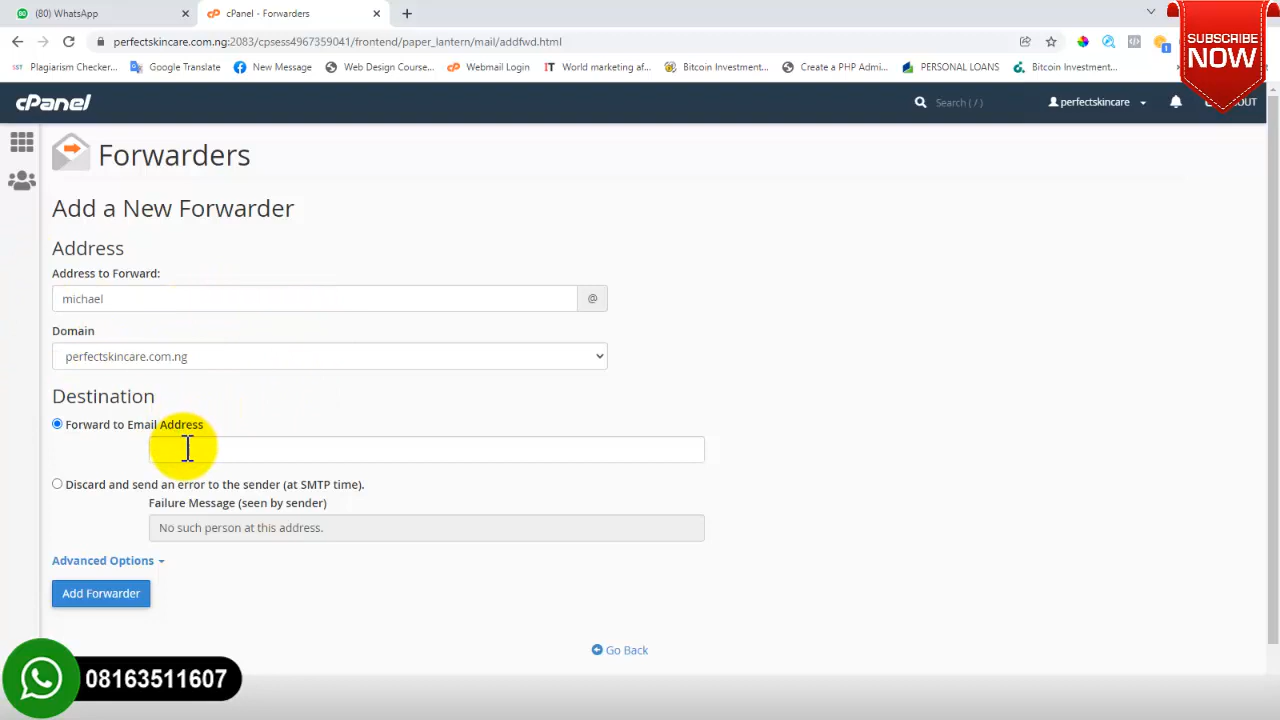 (80) WhatsApp
cPanel - Forwarders
perfectskincare.com.ng:2083/cpsess4967359041/frontend/paper_lantern/mail/addfwd.html
SST Plagiarism Checker... Google Translate New Message Web Design Course... Webmail Login IT World marketing af... Bitcoin Investment... Create a PHP Admi... PERSONAL LOANS Bitcoin Investment...
SUBSCRIBE
NOW
cPanel
Search ( / )
perfectskincare
OUT
Forwarders
Add a New Forwarder
Address
Address to Forward:
michael
@
Domain
perfectskincare.com.ng
Destination
Forward to Email Address
Discard and send an error to the sender (at SMTP time).
Failure Message (seen by sender)
No such person at this address.
Advanced Options
Add Forwarder
Go Back
08163511607